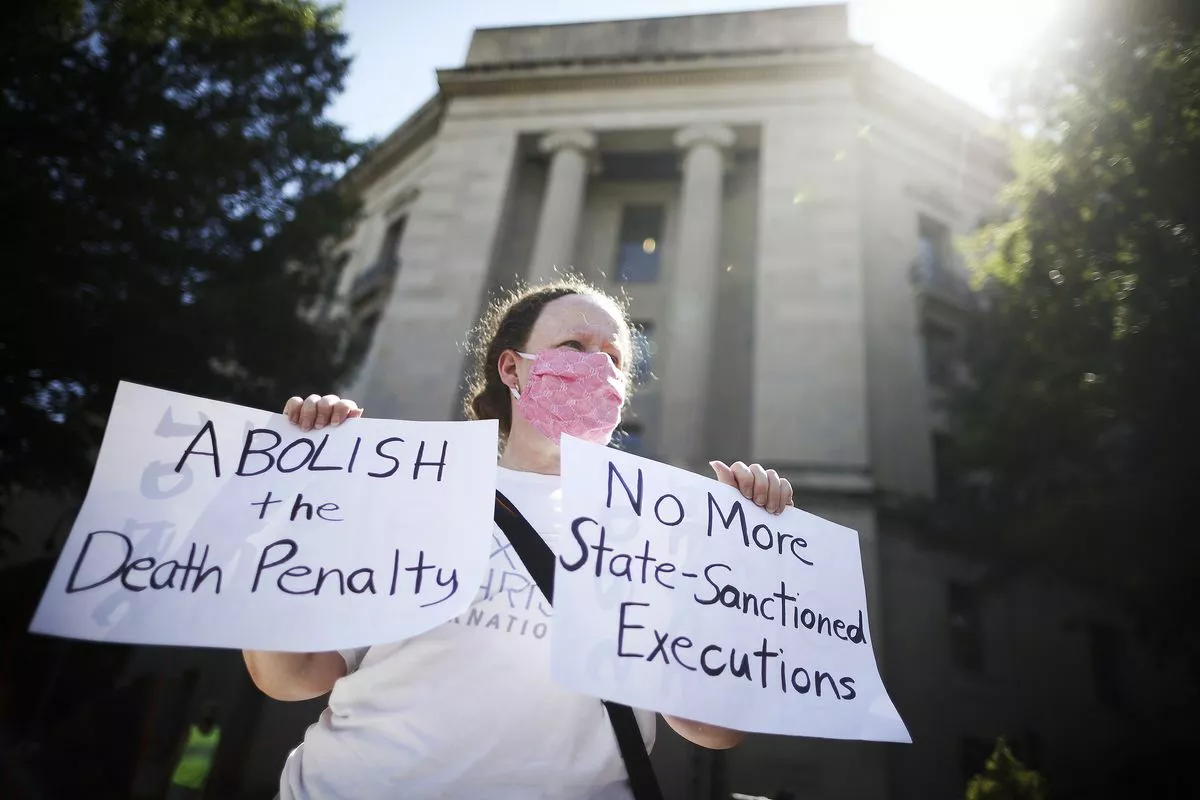 ABOLISH
the
Death Penalty
No More
State-Sanctioned
Executions